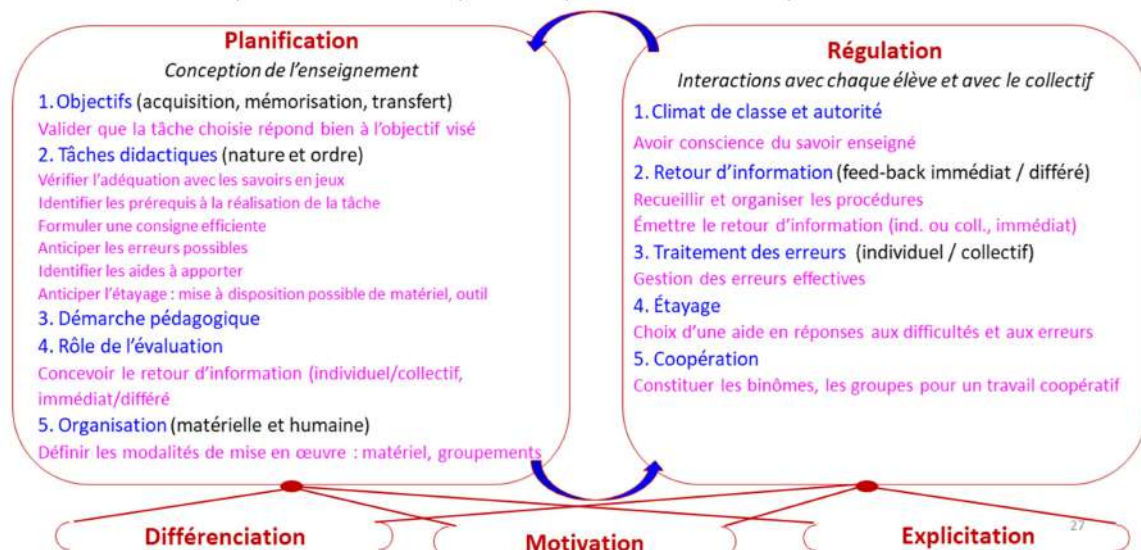 Planification
Conception de l'enseignement
1. Objectifs (acquisition, mémorisation, transfert)
Valider que la tâche choisie répond bien à l'objectif visé
2. Tâches didactiques (nature et ordre)
Vérifier l'adéquation avec les savoirs en jeux
Identifier les prérequis à la réalisation de la tâche
Formuler une consigne efficiente
Anticiper les erreurs possibles
Identifier les aides à apporter
Anticiper l'étayage : mise à disposition possible de matériel, outil
3. Démarche pédagogique
4. Rôle de l'évaluation
Concevoir le retour d'information (individuel/collectif,
immédiat/différé
5. Organisation (matérielle et humaine)
Définir les modalités de mise en œuvre : matériel, groupements
Régulation
Interactions avec chaque élève et avec le collectif
1. Climat de classe et autorité
Avoir conscience du savoir enseigné
2. Retour d'information (feed-back immédiat / différé)
Recueillir et organiser les procédures
Émettre le retour d'information (ind. ou coll., immédiat)
3. Traitement des erreurs (individuel / collectif)
Gestion des erreurs effectives
4. Étayage
Choix d'une aide en réponses aux difficultés et aux erreurs
5. Coopération
Constituer les binômes, les groupes pour un travail coopératif
Différenciation
Motivation
Explicitation
27